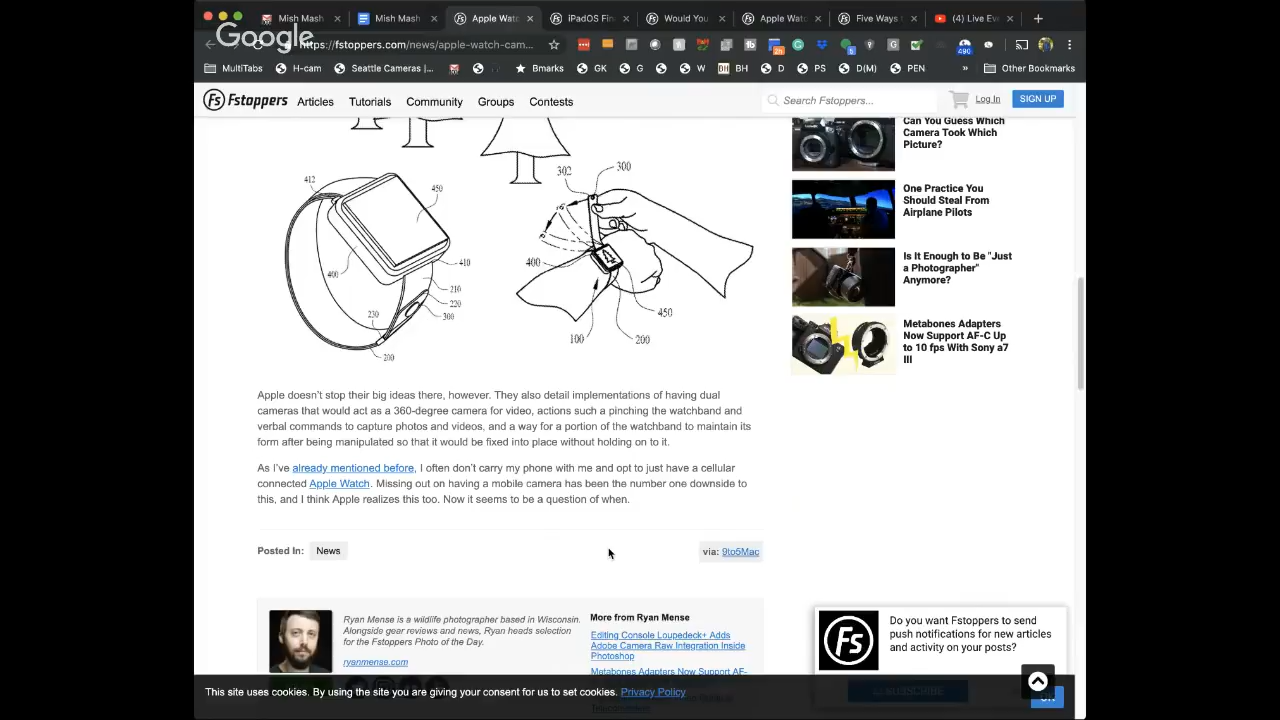 Mish Mash
Mish Mash
Apple Watc
iPadOS Fin
Would You
Apple Watc
Five Ways t
(4) Live Eve
Google
https://fstoppers.com/news/apple-watch-cam...
MultiTabs
H-cam
Seattle Cameras |...
Bmarks
GK
G
W
BH
D
PS
D(M)
PEN
»
Other Bookmarks
Fs Fstoppers
Articles
Tutorials
Community
Groups
Contests
Search Fstoppers...
Log In
SIGN UP
412
450
400
410
210
220
300
230
200
302
300
400
450
100
200
Can You Guess Which
Camera Took Which
Picture?
One Practice You
Should Steal From
Airplane Pilots
Is It Enough to Be "Just
a Photographer"
Anymore?
Metabones Adapters
Now Support AF-C Up
to 10 fps With Sony a7
III
Apple doesn't stop their big ideas there, however. They also detail implementations of having dual
cameras that would act as a 360-degree camera for video, actions such a pinching the watchband and
verbal commands to capture photos and videos, and a way for a portion of the watchband to maintain its
form after being manipulated so that it would be fixed into place without holding on to it.
As I've already mentioned before, I often don't carry my phone with me and opt to just have a cellular
connected Apple Watch. Missing out on having a mobile camera has been the number one downside to
this, and I think Apple realizes this too. Now it seems to be a question of when.
Posted In: News
via: 9to5Mac
Ryan Mense is a wildlife photographer based in Wisconsin.
Alongside gear reviews and news, Ryan heads selection
for the Fstoppers Photo of the Day.
ryanmense.com
More from Ryan Mense
Editing Console Loupedeck+ Adds
Adobe Camera Raw Integration Inside
Photoshop
Metabones Adapters Now Support AF-
Fs
Do you want Fstoppers to send
push notifications for new articles
and activity on your posts?
SUBSCRIBE
This site uses cookies. By using the site you are giving your consent for us to set cookies. Privacy Policy